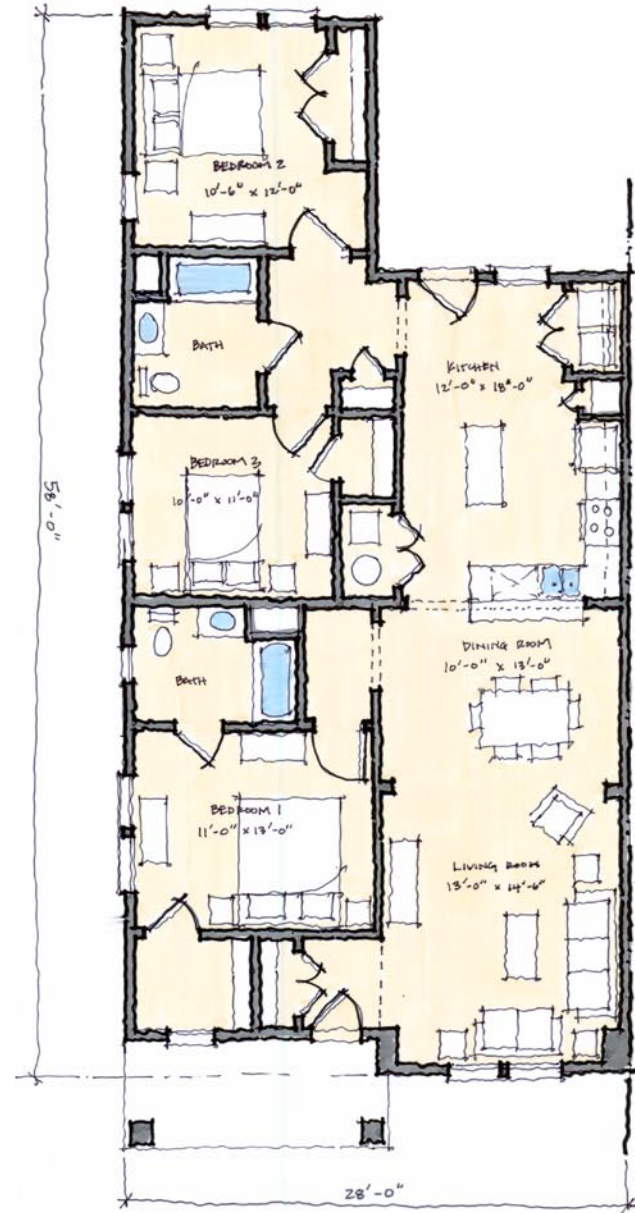 BEDROOM 2
10'-6" x 12'-0"
BATH
KITCHEN
12'-0" x 18'-0"
BEDROOM 3
10'-0" x 11'-0"
58'-0"
DINING ROOM
10'-0" x 13'-0"
BATH
BEDROOM 1
11'-0" x 13'-0"
LIVING ROOM
13'-0" x 14'-6"
28'-0"